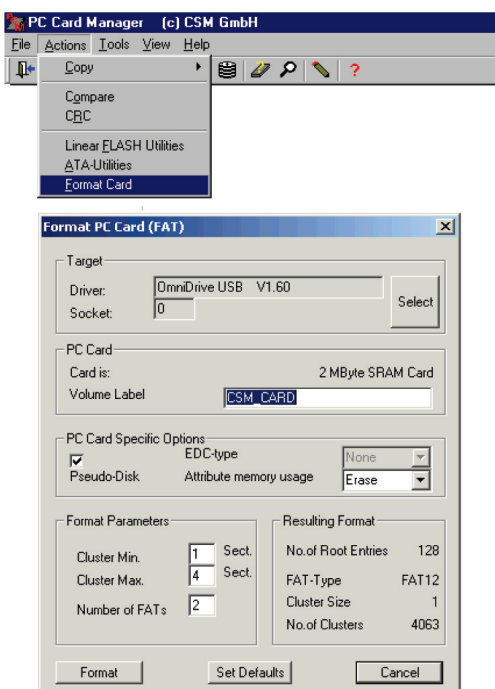 PC Card Manager (c) CSM GmbH
File Actions Tools View Help
?
Copy
Compare
CRC
Linear FLASH Utilities
ATA-Utilities
Format Card
Format PC Card (FAT)
Target
Driver: OmniDrive USB V1.60
Select
Socket: 0
PC Card
Card is: 2 MByte SRAM Card
Volume Label CSM_CARD
PC Card Specific Options
EDC-type None
Pseudo-Disk Attribute memory usage Erase
Format Parameters
Cluster Min. 1 Sect.
Cluster Max. 4 Sect.
Number of FATs 2
Resulting Format
No.of Root Entries 128
FAT-Type FAT12
Cluster Size 1
No.of Clusters 4063
Format Set Defaults Cancel